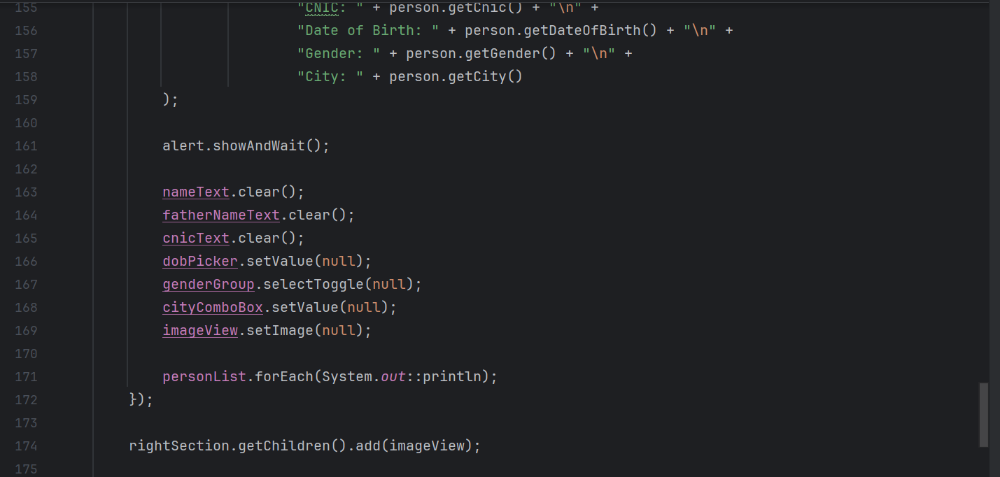 155 "CNIC: " + person.getCnic() + "\n" +
156 "Date of Birth: " + person.getDateOfBirth() + "\n" +
157 "Gender: " + person.getGender() + "\n" +
158 "City: " + person.getCity()
159 );
160
161 alert.showAndWait();
162
163 nameText.clear();
164 fatherNameText.clear();
165 cnicText.clear();
166 dobPicker.setValue(null);
167 genderGroup.selectToggle(null);
168 cityComboBox.setValue(null);
169 imageView.setImage(null);
170
171 personList.forEach(System.out::println);
172 });
173
174 rightSection.getChildren().add(imageView);
175